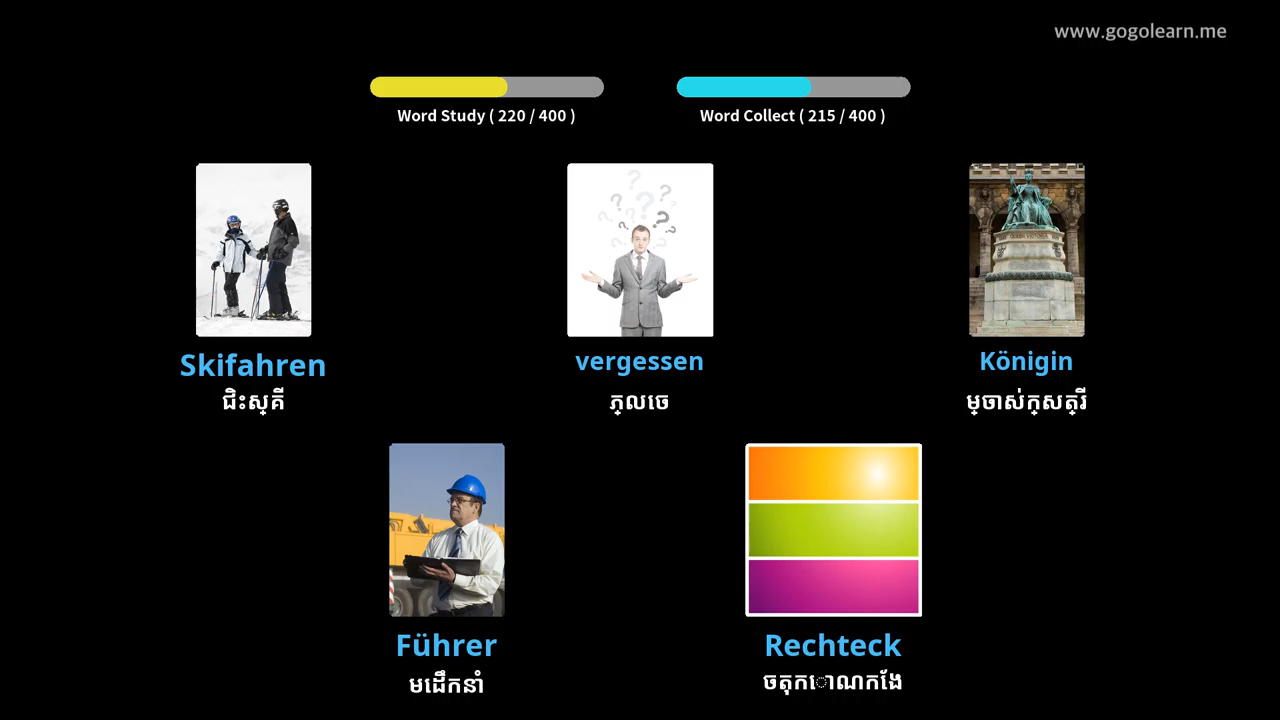 www.gogolearn.me
Word Study ( 220 / 400 )
Word Collect ( 215 / 400 )
Skifahren
ជិះស្គី
vergessen
ភ្លេច
Königin
ម្ចាស់ក្សត្រី
Führer
មេដឹកនាំ
Rechteck
ចតុកោណកែង